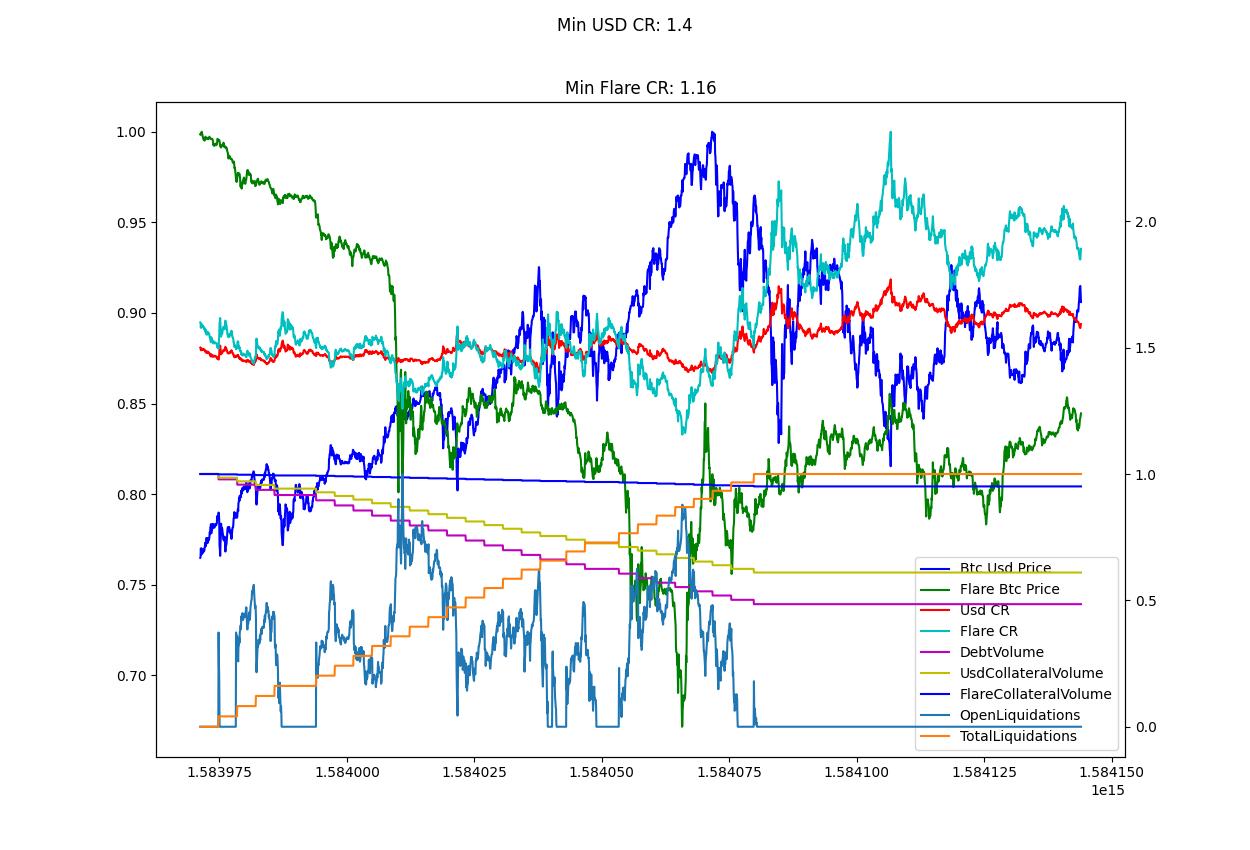 Min USD CR: 1.4
Min Flare CR: 1.16
1.00
0.95
0.90
0.85
0.80
0.75
0.70
2.0
1.5
1.0
0.5
0.0
Btc Usd Price
Flare Btc Price
Usd CR
Flare CR
DebtVolume
UsdCollateralVolume
FlareCollateralVolume
OpenLiquidations
TotalLiquidations
1.583975 1.584000 1.584025 1.584050 1.584075 1.584100 1.584125 1.584150
1e15